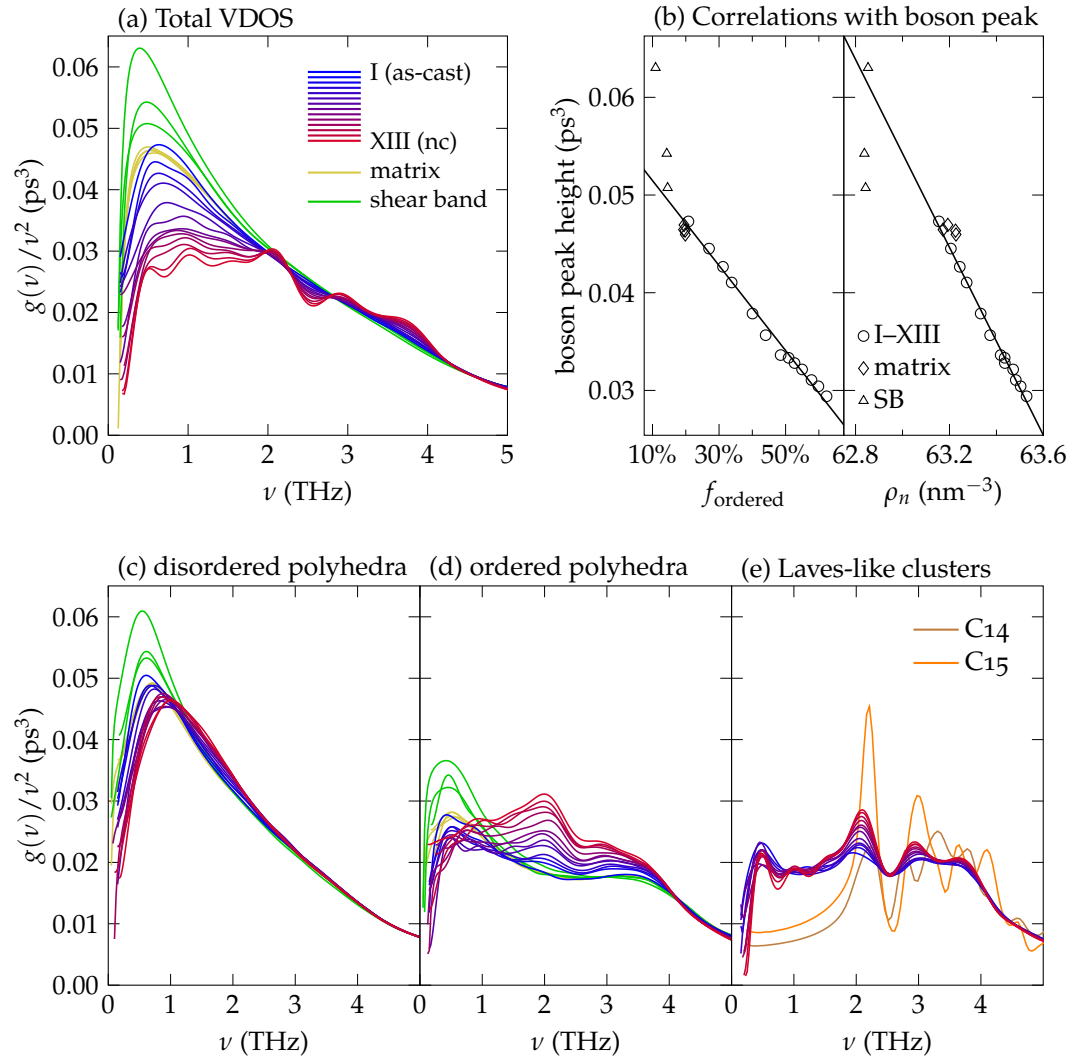 (a) Total VDOS
g(ν)/ν² (ps³)
0.06
0.05
0.04
0.03
0.02
0.01
0.00
I (as-cast)
XIII (nc)
matrix
shear band
0 1 2 3 4 5
ν (THz)
(b) Correlations with boson peak
boson peak height (ps³)
0.06
0.05
0.04
0.03
I–XIII
matrix
SB
10% 30% 50% 62.8 63.2 63.6
f_ordered ρ_n (nm⁻³)
(c) disordered polyhedra
g(ν)/ν² (ps³)
0.06
0.05
0.04
0.03
0.02
0.01
0.00
0 1 2 3 4
ν (THz)
(d) ordered polyhedra
0 1 2 3 4
ν (THz)
(e) Laves-like clusters
C14
C15
0 1 2 3 4
ν (THz)